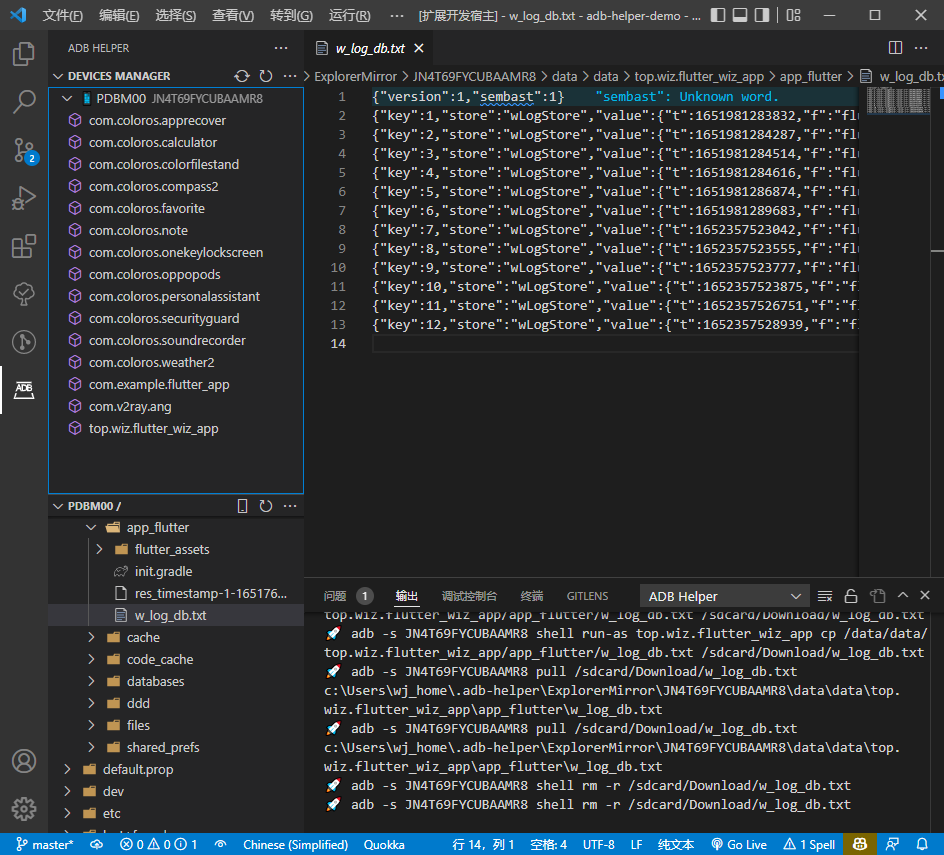 文件(F) 编辑(E) 选择(S) 查看(V) 转到(G) 运行(R) ··· [扩展开发宿主] - w_log_db.txt - adb-helper-demo - ...
ADB HELPER ···
DEVICES MANAGER ···
PDBM00 JN4T69FYCUBAAMR8
com.coloros.apprecover
com.coloros.calculator
com.coloros.colorfilestand
com.coloros.compass2
com.coloros.favorite
com.coloros.note
com.coloros.onekeylockscreen
com.coloros.oppopods
com.coloros.personalassistant
com.coloros.securityguard
com.coloros.soundrecorder
com.coloros.weather2
com.example.flutter_app
com.v2ray.ang
top.wiz.flutter_wiz_app
2
ADB
PDBM00 / ···
app_flutter
flutter_assets
init.gradle
res_timestamp-1-165176...
w_log_db.txt
cache
code_cache
databases
ddd
files
shared_prefs
default.prop
dev
etc
w_log_db.txt ···
ExplorerMirror > JN4T69FYCUBAAMR8 > data > data > top.wiz.flutter_wiz_app > app_flutter > w_log_db.tx
1 {"version":1,"sembast":1} "sembast": Unknown word.
2 {"key":1,"store":"wLogStore","value":{"t":1651981283832,"f":"flu
3 {"key":2,"store":"wLogStore","value":{"t":1651981284287,"f":"flu
4 {"key":3,"store":"wLogStore","value":{"t":1651981284514,"f":"flu
5 {"key":4,"store":"wLogStore","value":{"t":1651981284616,"f":"flu
6 {"key":5,"store":"wLogStore","value":{"t":1651981286874,"f":"flu
7 {"key":6,"store":"wLogStore","value":{"t":1651981289683,"f":"flu
8 {"key":7,"store":"wLogStore","value":{"t":1652357523042,"f":"flu
9 {"key":8,"store":"wLogStore","value":{"t":1652357523555,"f":"flu
10 {"key":9,"store":"wLogStore","value":{"t":1652357523777,"f":"flu
11 {"key":10,"store":"wLogStore","value":{"t":1652357523875,"f":"f
12 {"key":11,"store":"wLogStore","value":{"t":1652357526751,"f":"f
13 {"key":12,"store":"wLogStore","value":{"t":1652357528939,"f":"f
14
问题 1 输出 调试控制台 终端 GITLENS ADB Helper
top.wiz.flutter_wiz_app/app_flutter/w_log_db.txt /sdcard/Download/w_log_db.txt
🚀 adb -s JN4T69FYCUBAAMR8 shell run-as top.wiz.flutter_wiz_app cp /data/data/
top.wiz.flutter_wiz_app/app_flutter/w_log_db.txt /sdcard/Download/w_log_db.txt
🚀 adb -s JN4T69FYCUBAAMR8 pull /sdcard/Download/w_log_db.txt
c:\Users\wj_home\.adb-helper\ExplorerMirror\JN4T69FYCUBAAMR8\data\data\top.
wiz.flutter_wiz_app\app_flutter\w_log_db.txt
🚀 adb -s JN4T69FYCUBAAMR8 pull /sdcard/Download/w_log_db.txt
c:\Users\wj_home\.adb-helper\ExplorerMirror\JN4T69FYCUBAAMR8\data\data\top.
wiz.flutter_wiz_app\app_flutter\w_log_db.txt
🚀 adb -s JN4T69FYCUBAAMR8 shell rm -r /sdcard/Download/w_log_db.txt
🚀 adb -s JN4T69FYCUBAAMR8 shell rm -r /sdcard/Download/w_log_db.txt
master* 0 0 1 Chinese (Simplified) Quokka 行 14，列 1 空格: 4 UTF-8 LF 纯文本 Go Live 1 Spell